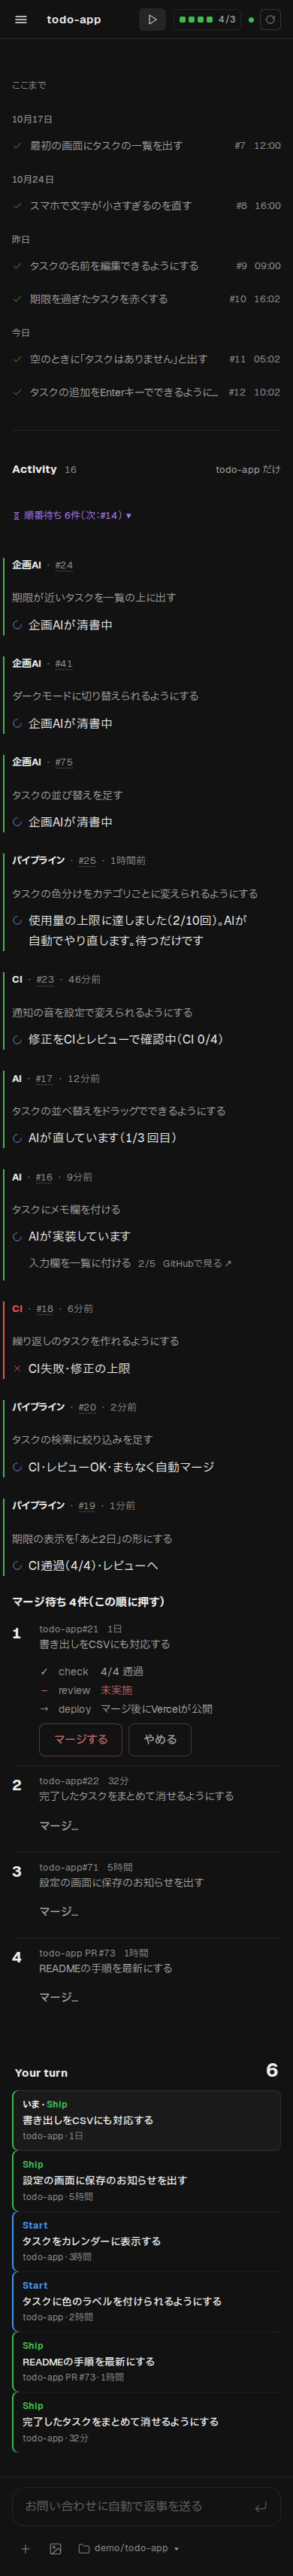 todo-app 4/3
ここまで
10月17日
最初の画面にタスクの一覧を出す #7 12:00
10月24日
スマホで文字が小さすぎるのを直す #8 16:00
昨日
タスクの名前を編集できるようにする #9 09:00
期限を過ぎたタスクを赤くする #10 16:02
今日
空のときに「タスクはありません」と出す #11 05:02
タスクの追加をEnterキーでできるように… #12 10:02
Activity 16 todo-app だけ
順番待ち 6件（次：#14） ▼
企画AI · #24
期限が近いタスクを一覧の上に出す
企画AIが清書中
企画AI · #41
ダークモードに切り替えられるようにする
企画AIが清書中
企画AI · #75
タスクの並び替えを足す
企画AIが清書中
パイプライン · #25 · 1時間前
タスクの色分けをカテゴリごとに変えられるようにする
使用量の上限に達しました（2/10回）。AIが
自動でやり直します。待つだけです
CI · #23 · 46分前
通知の音を設定で変えられるようにする
修正をCIとレビューで確認中（CI 0/4）
AI · #17 · 12分前
タスクの並べ替えをドラッグでできるようにする
AIが直しています（1/3 回目）
AI · #16 · 9分前
タスクにメモ欄を付ける
AIが実装しています
入力欄を一覧に付ける 2/5 GitHubで見る ↗
CI · #18 · 6分前
繰り返しのタスクを作れるようにする
CI失敗・修正の上限
パイプライン · #20 · 2分前
タスクの検索に絞り込みを足す
CI・レビューOK・まもなく自動マージ
パイプライン · #19 · 1分前
期限の表示を「あと2日」の形にする
CI通過（4/4）・レビューへ
マージ待ち 4件（この順に押す）
1 todo-app#21 1日
書き出しをCSVにも対応する
✓ check 4/4 通過
– review 未実施
→ deploy マージ後にVercelが公開
マージする やめる
2 todo-app#22 32分
完了したタスクをまとめて消せるようにする
マージ…
3 todo-app#71 5時間
設定の画面に保存のお知らせを出す
マージ…
4 todo-app PR #73 1時間
READMEの手順を最新にする
マージ…
Your turn 6
いま · Ship
書き出しをCSVにも対応する
todo-app · 1日
Ship
設定の画面に保存のお知らせを出す
todo-app · 5時間
Start
タスクをカレンダーに表示する
todo-app · 3時間
Start
タスクに色のラベルを付けられるようにする
todo-app · 2時間
Ship
READMEの手順を最新にする
todo-app PR #73 · 1時間
Ship
完了したタスクをまとめて消せるようにする
todo-app · 32分
お問い合わせに自動で返事を送る
demo/todo-app